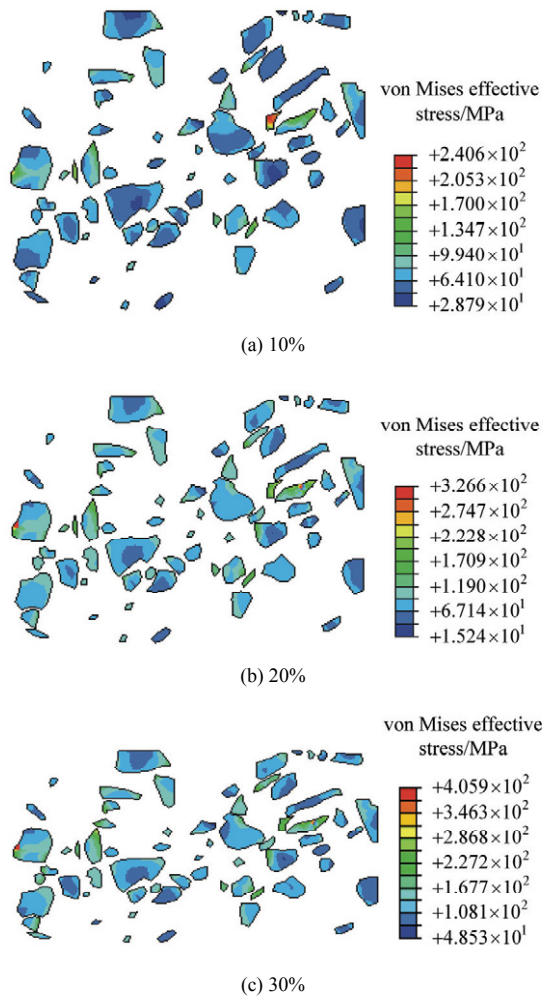 von Mises effective
stress/MPa
+2.406×10²
+2.053×10²
+1.700×10²
+1.347×10²
+9.940×10¹
+6.410×10¹
+2.879×10¹
(a) 10%
von Mises effective
stress/MPa
+3.266×10²
+2.747×10²
+2.228×10²
+1.709×10²
+1.190×10²
+6.714×10¹
+1.524×10¹
(b) 20%
von Mises effective
stress/MPa
+4.059×10²
+3.463×10²
+2.868×10²
+2.272×10²
+1.677×10²
+1.081×10²
+4.853×10¹
(c) 30%